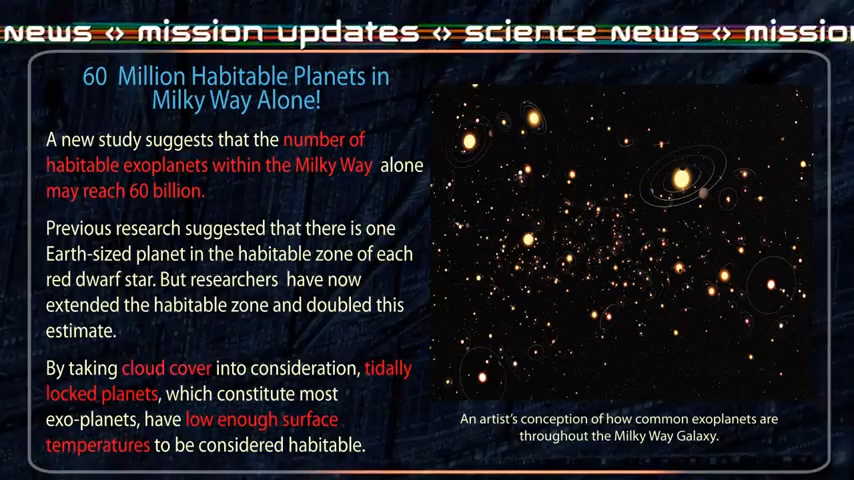 News ‹› mission updates ‹› science News ‹› missio
60 Million Habitable Planets in
Milky Way Alone!
A new study suggests that the number of
habitable exoplanets within the Milky Way alone
may reach 60 billion.
Previous research suggested that there is one
Earth-sized planet in the habitable zone of each
red dwarf star. But researchers have now
extended the habitable zone and doubled this
estimate.
By taking cloud cover into consideration, tidally
locked planets, which constitute most
exo-planets, have low enough surface
temperatures to be considered habitable.
An artist's conception of how common exoplanets are
throughout the Milky Way Galaxy.